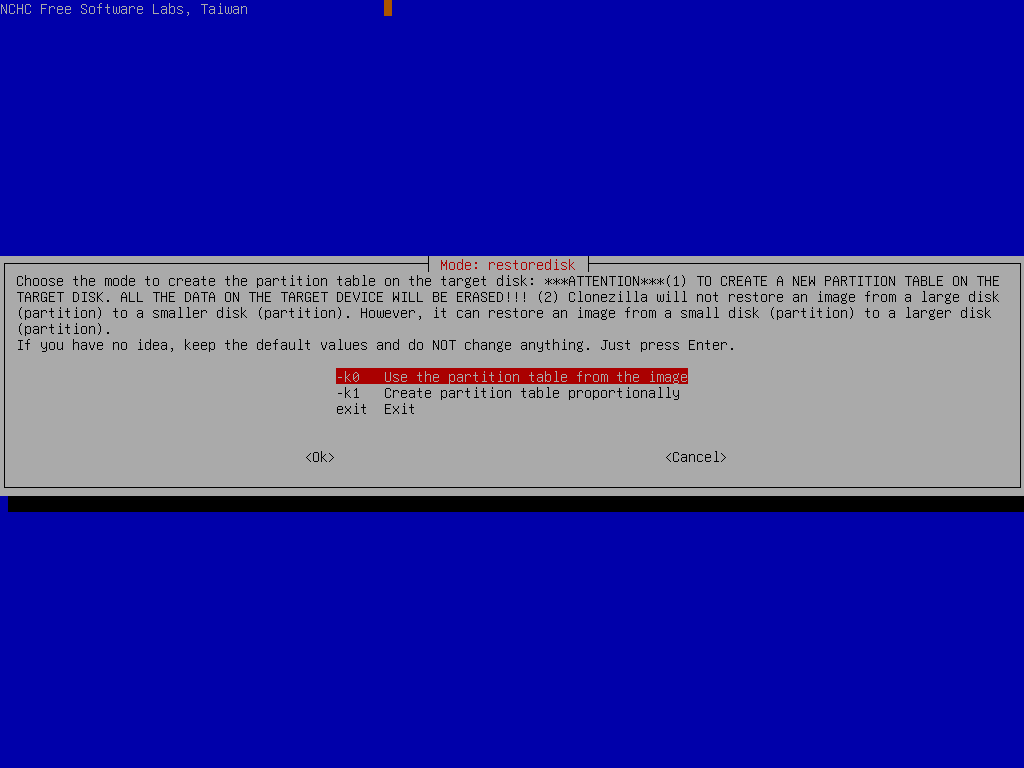 NCHC Free Software Labs, Taiwan
Mode: restoredisk
Choose the mode to create the partition table on the target disk: ***ATTENTION***(1) TO CREATE A NEW PARTITION TABLE ON THE
TARGET DISK. ALL THE DATA ON THE TARGET DEVICE WILL BE ERASED!!! (2) Clonezilla will not restore an image from a large disk
(partition) to a smaller disk (partition). However, it can restore an image from a small disk (partition) to a larger disk
(partition).
If you have no idea, keep the default values and do NOT change anything. Just press Enter.
-k0 Use the partition table from the image
-k1 Create partition table proportionally
exit Exit
<Ok> <Cancel>